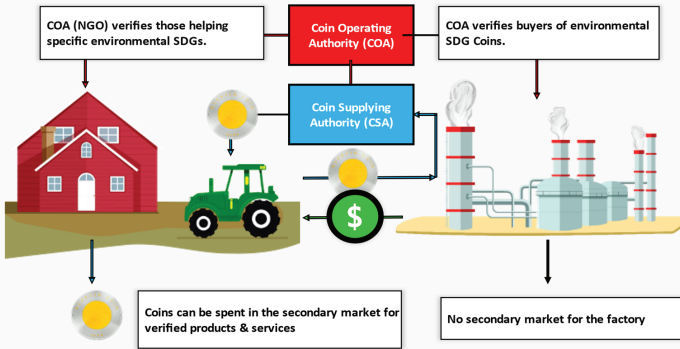 COA (NGO) verifies those helping
specific environmental SDGs.
Coin Operating
Authority (COA)
COA verifies buyers of environmental
SDG Coins.
Coin Supplying
Authority (CSA)
$
Coins can be spent in the secondary market for
verified products & services
No secondary market for the factory